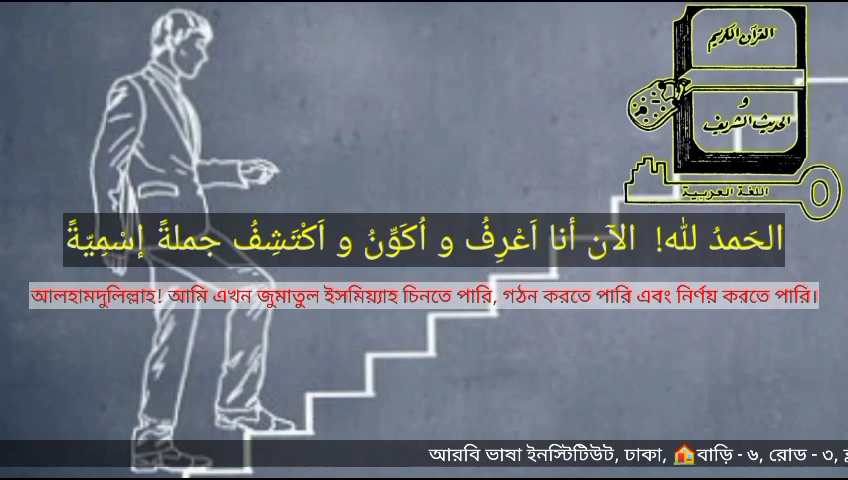 القرآن الكريم
و
الحديث الشريف
اللغة العربية
الحَمدُ لله! الآن أنا اَعْرِفُ و اُكَوِّنُ و اَكْتَشِفُ جملةً إسْمِيّةً
আলহামদুলিল্লাহ! আমি এখন জুমাতুল ইসমিয়্যাহ চিনতে পারি, গঠন করতে পারি এবং নির্ণয় করতে পারি।
আরবি ভাষা ইনস্টিটিউট, ঢাকা, 🏠বাড়ি - ৬, রোড - ৩,